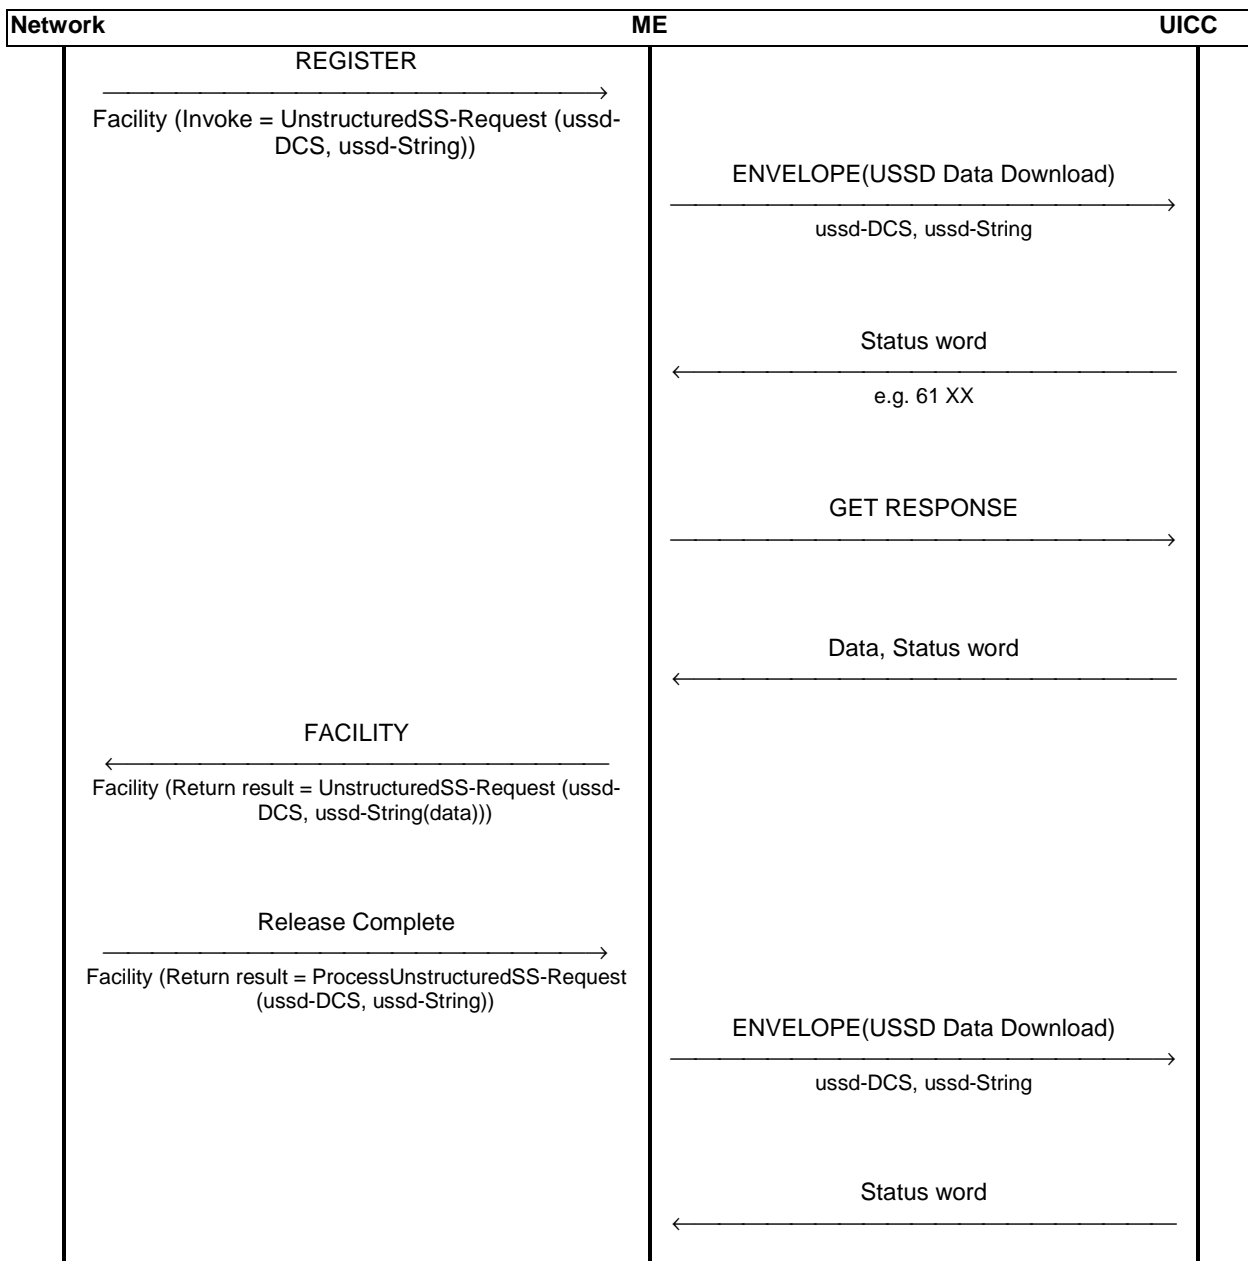 Network ME UICC
REGISTER
Facility (Invoke = UnstructuredSS-Request (ussd-
DCS, ussd-String))
ENVELOPE(USSD Data Download)
ussd-DCS, ussd-String
Status word
e.g. 61 XX
GET RESPONSE
Data, Status word
FACILITY
Facility (Return result = UnstructuredSS-Request (ussd-
DCS, ussd-String(data)))
Release Complete
Facility (Return result = ProcessUnstructuredSS-Request
(ussd-DCS, ussd-String))
ENVELOPE(USSD Data Download)
ussd-DCS, ussd-String
Status word